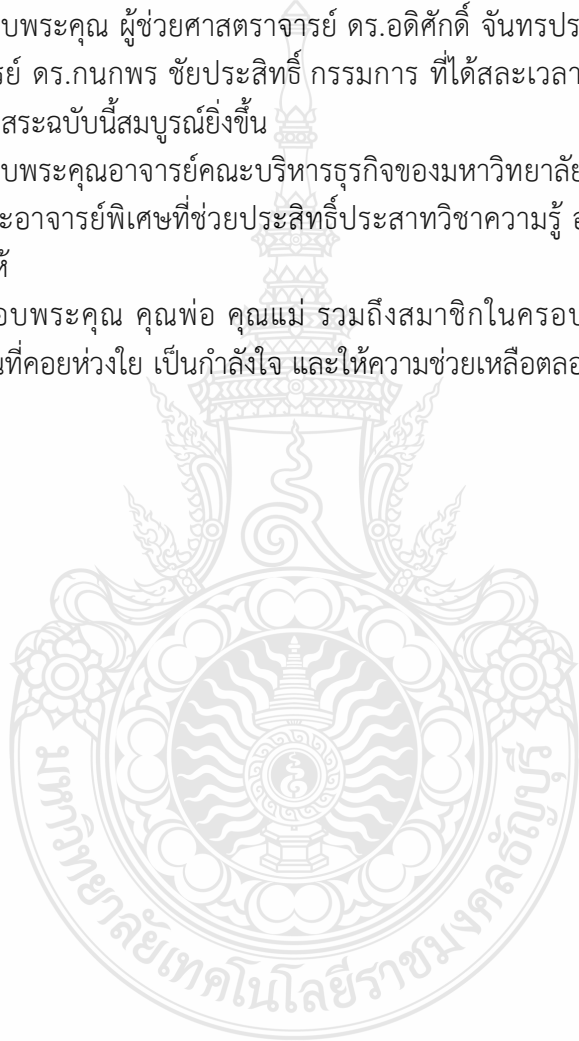 บพระคุณ ผู้ช่วยศาสตราจารย์ ดร.อดิศักดิ์ จันทรประ
รย์ ดร.กนกพร ชัยประสิทธิ์ กรรมการ ที่ได้สละเวลา
สระฉบับนี้สมบูรณ์ยิ่งขึ้น
บพระคุณอาจารย์คณะบริหารธุรกิจของมหาวิทยาลัย
ะอาจารย์พิเศษที่ช่วยประสิทธิ์ประสาทวิชาความรู้
ห้
อบพระคุณ คุณพ่อ คุณแม่ รวมถึงสมาชิกในครอบ
นที่คอยห่วงใย เป็นกำลังใจ และให้ความช่วยเหลือตลอ
มหาวิทยาลัยเทคโนโลยีราชมงคลธัญบุรี